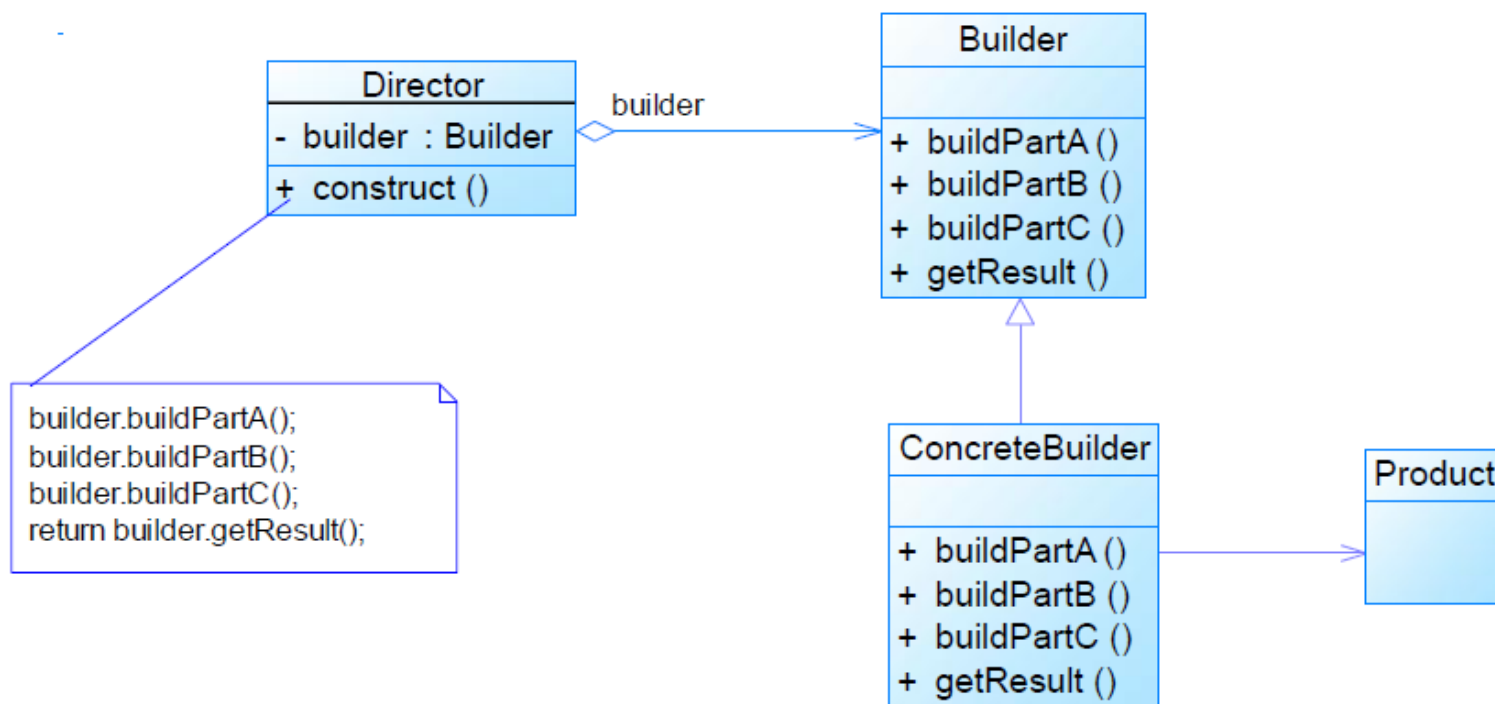 Director
- builder : Builder
+ construct ()
builder
Builder
+ buildPartA ()
+ buildPartB ()
+ buildPartC ()
+ getResult ()
builder.buildPartA();
builder.buildPartB();
builder.buildPartC();
return builder.getResult();
ConcreteBuilder
+ buildPartA ()
+ buildPartB ()
+ buildPartC ()
+ getResult ()
Product